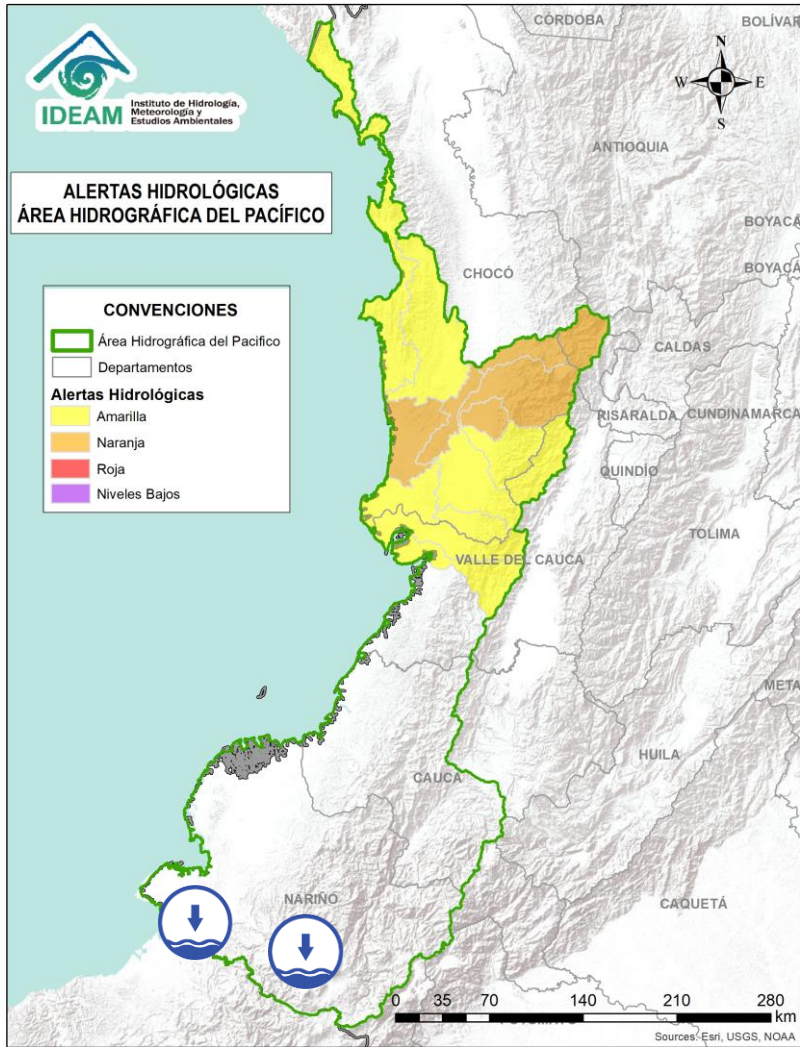 IDEAM
Instituto de Hidrología,
Meteorología y
Estudios Ambientales
ALERTAS HIDROLÓGICAS
ÁREA HIDROGRÁFICA DEL PACÍFICO
CONVENCIONES
Área Hidrográfica del Pacifico
Departamentos
Alertas Hidrológicas
Amarilla
Naranja
Roja
Niveles Bajos
N
W E
S
CÓRDOBA
BOLÍVAR
ANTIOQUIA
BOYACÁ
BOYACÁ
CHOCÓ
CALDAS
RISARALDA
CUNDINAMARCA
QUINDÍO
TOLIMA
VALLE DEL CAUCA
META
HUILA
CAUCA
NARIÑO
CAQUETÁ
0 35 70 140 210 280
km
Sources: Esri, USGS, NOAA